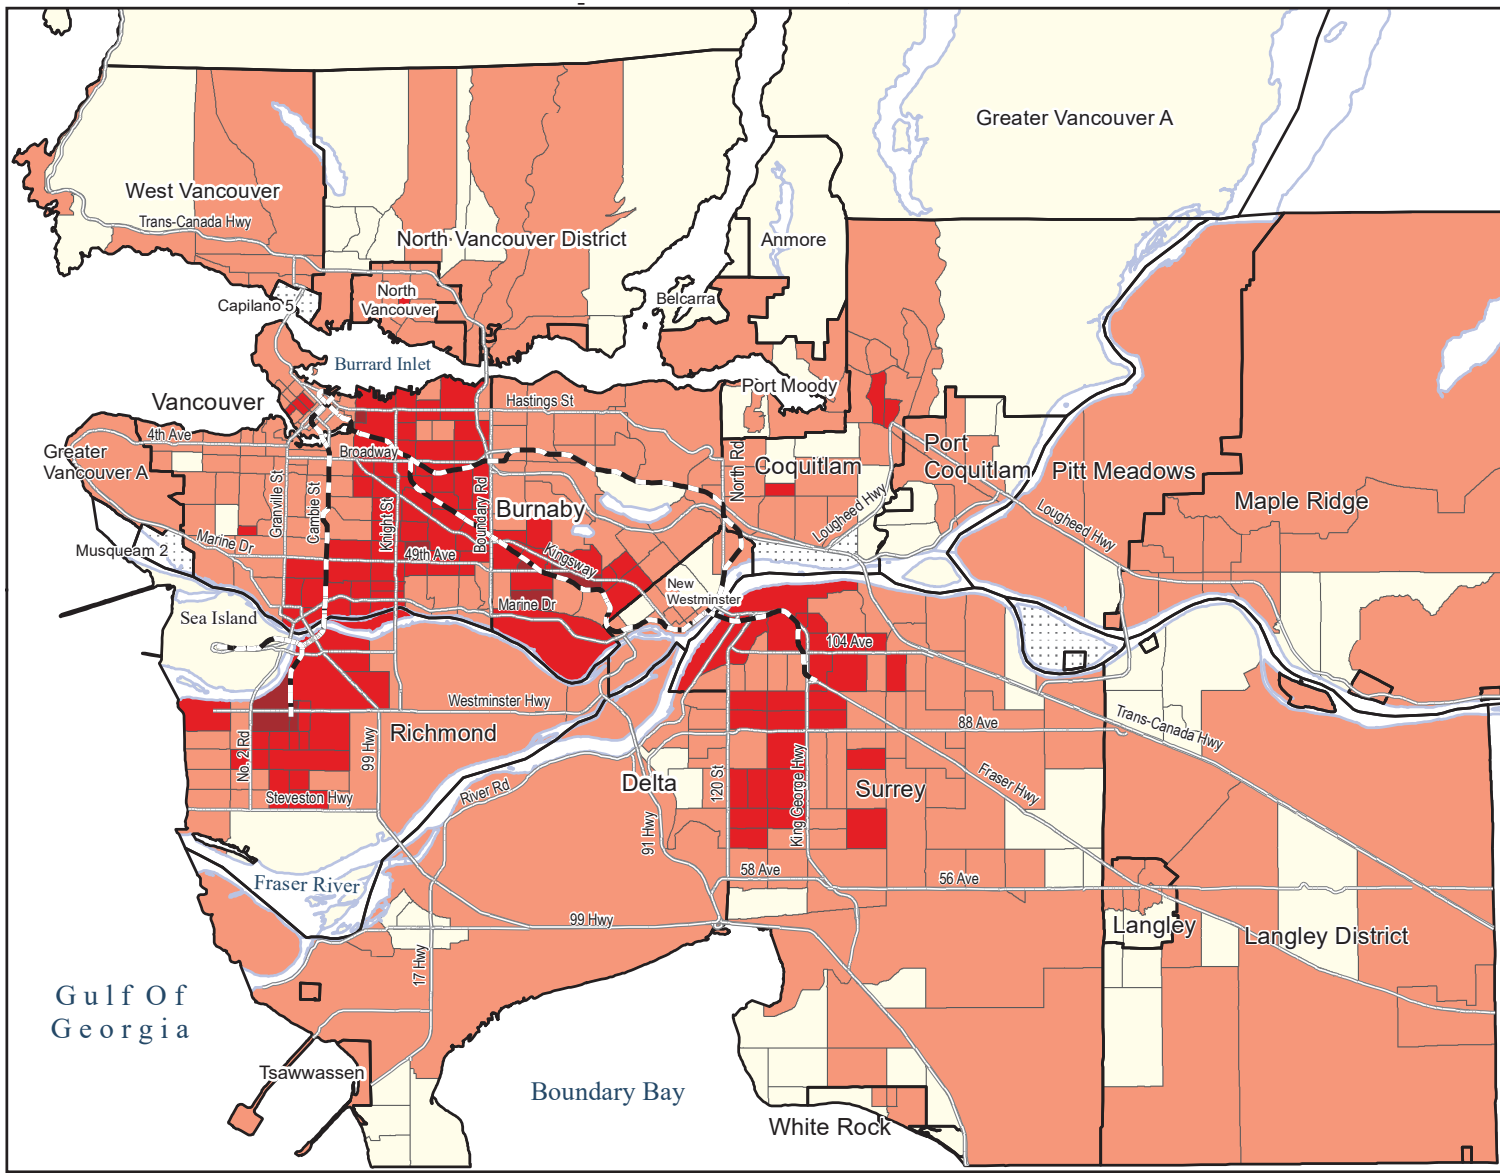 Greater Vancouver A
West Vancouver
Trans-Canada Hwy
North Vancouver District
Anmore
North
Vancouver
Belcarra
Capilano 5
Burrard Inlet
Port Moody
Vancouver
Hastings St
4th Ave
Greater
Vancouver A
Broadway
Port
Coquitlam
Coquitlam
Pitt Meadows
Maple Ridge
North Rd
Granville St
Cambie St
Knight St
Boundary Rd
Burnaby
Lougheed Hwy
Lougheed Hwy
Marine Dr
Musqueam 2
49th Ave
Kingsway
New
Westminster
Marine Dr
Sea Island
104 Ave
Westminster Hwy
Richmond
88 Ave
Trans-Canada Hwy
No. 2 Rd
99 Hwy
Delta
120 St
King George Hwy
Surrey
Fraser Hwy
Steveston Hwy
River Rd
91 Hwy
58 Ave
56 Ave
Fraser River
99 Hwy
Langley
Langley District
17 Hwy
Gulf Of
Georgia
Tsawwassen
Boundary Bay
White Rock